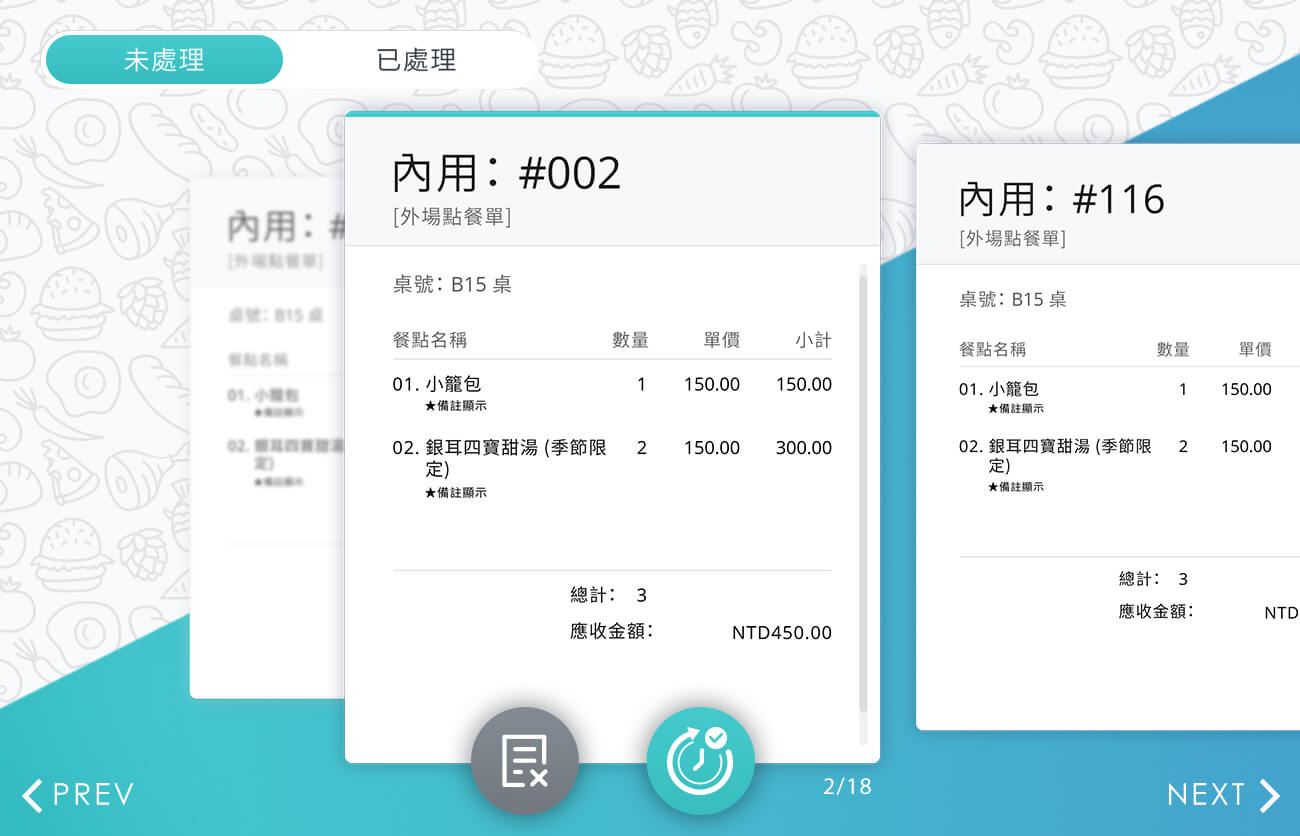 未處理
已處理
內用：#
[外場點餐單]
桌號：B15 桌
餐點名稱
01. 小籠包
★備註顯示
02. 銀耳四寶甜湯
定)
★備註顯示
內用：#002
[外場點餐單]
桌號：B15 桌
餐點名稱 數量 單價 小計
01. 小籠包 1 150.00 150.00
★備註顯示
02. 銀耳四寶甜湯 (季節限 2 150.00 300.00
定)
★備註顯示
總計： 3
應收金額： NTD450.00
內用：#116
[外場點餐單]
桌號：B15 桌
餐點名稱 數量 單價
01. 小籠包 1 150.00
★備註顯示
02. 銀耳四寶甜湯 (季節限 2 150.00
定)
★備註顯示
總計： 3
應收金額： NTD
PREV
2/18
NEXT